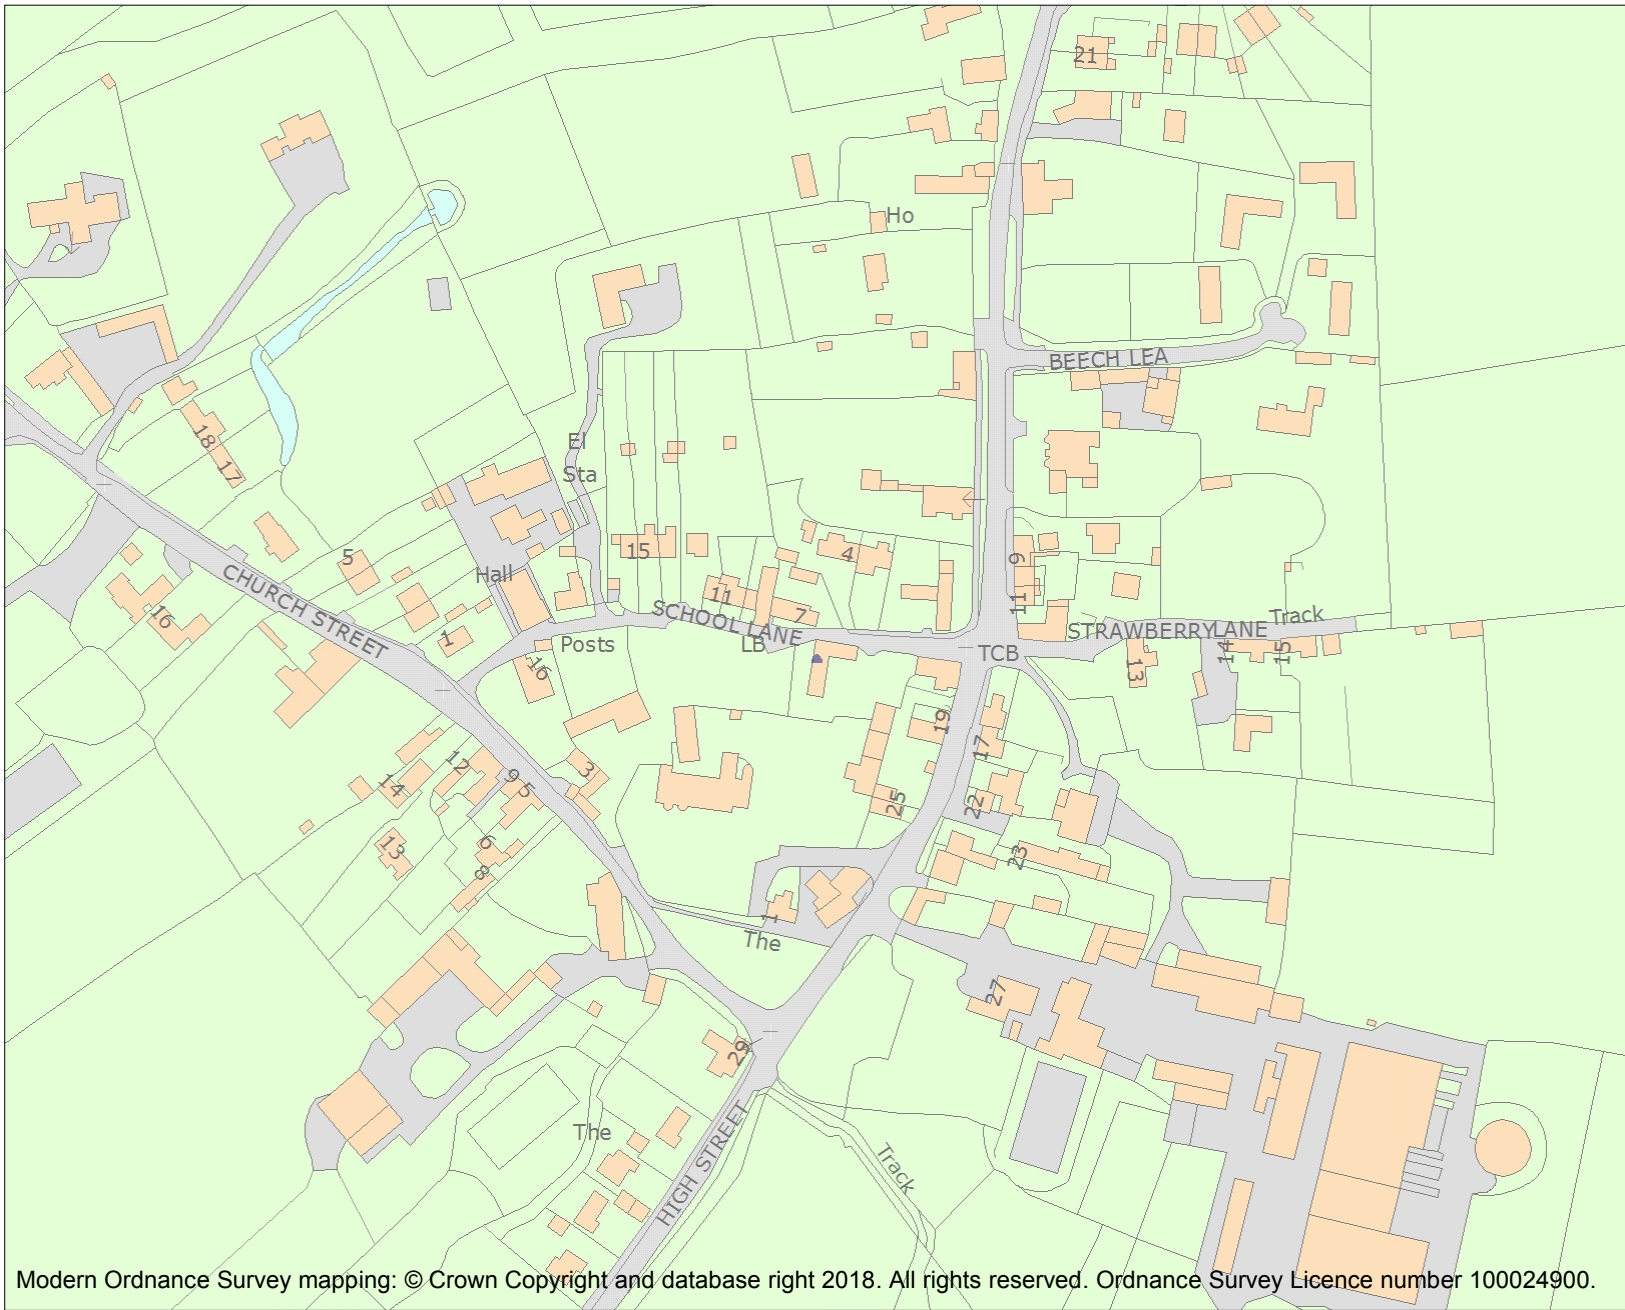 21
Ho
BEECH LEA
18
17
El
Sta
5
15
4
9
11
Hall
11
7
CHURCH STREET
SCHOOL LANE
Track
STRAWBERRY LANE
16
1
Posts
LB
TCB
16
13
14
15
19
17
3
12
9
5
14
22
25
13
6
8
23
1
The
27
29
The
HIGH STREET
Track
Modern Ordnance Survey mapping: © Crown Copyright and database right 2018. All rights reserved. Ordnance Survey Licence number 100024900.